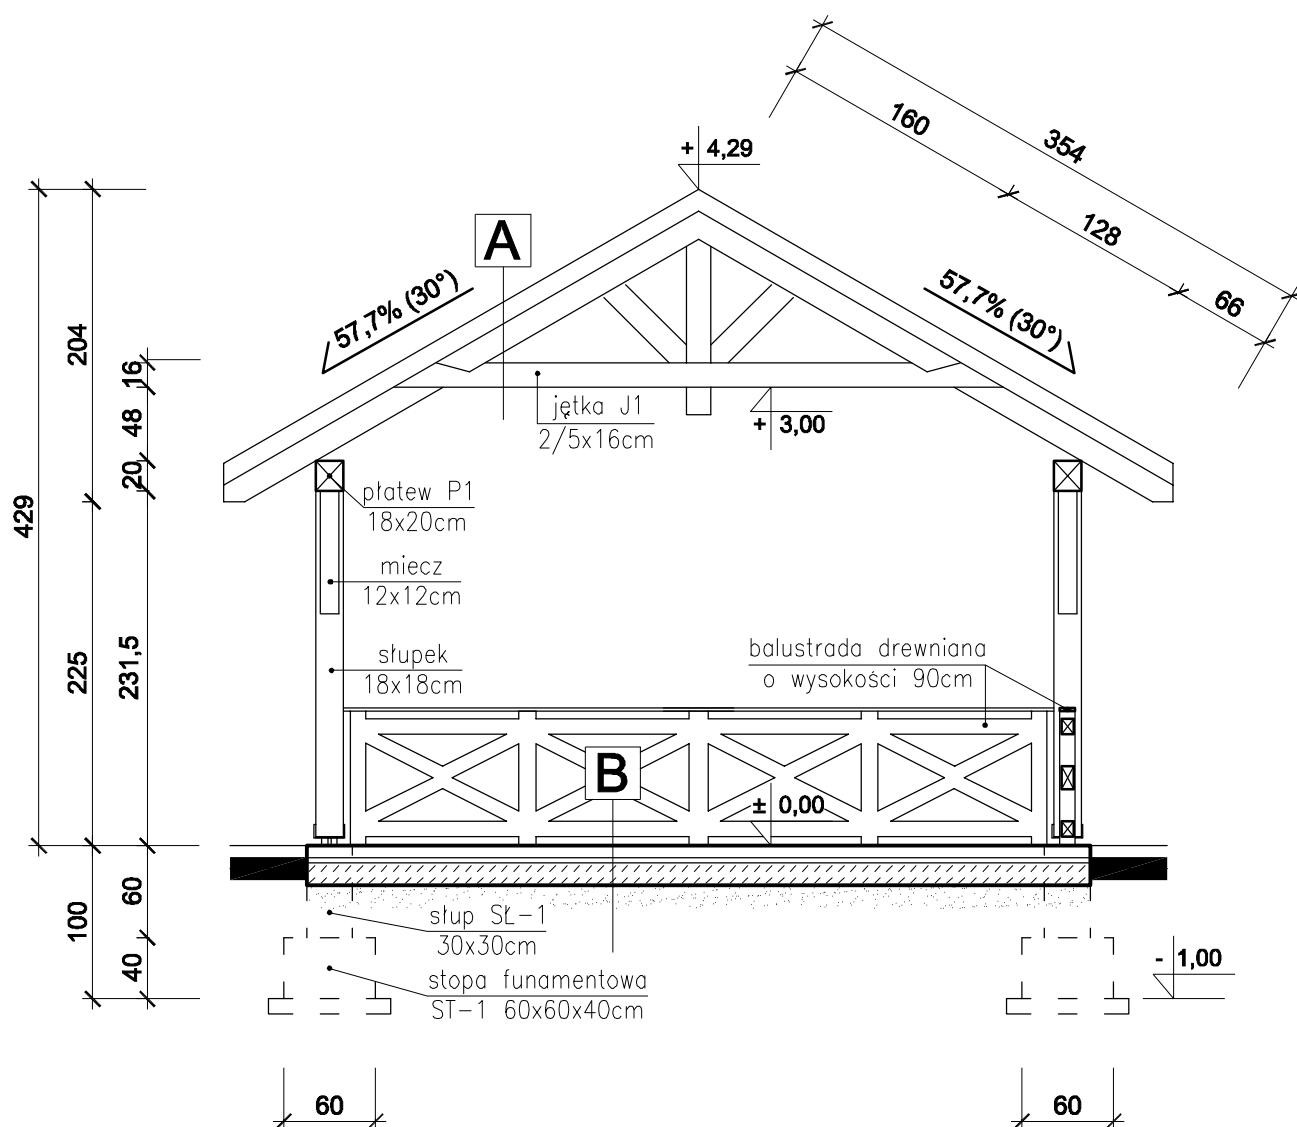 160
354
128
66
+ 4,29
A
57,7% (30°)
57,7% (30°)
204
16
48
20
429
225
231,5
jętka J1
2/5x16cm
+ 3,00
płatew P1
18x20cm
miecz
12x12cm
słupek
18x18cm
balustrada drewniana
o wysokości 90cm
B
± 0,00
100
60
40
słup SŁ-1
30x30cm
stopa funamentowa
ST-1 60x60x40cm
- 1,00
60
60